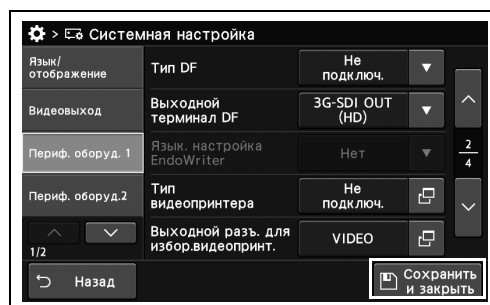 > Системная настройка
Язык/
отображение
Видеовыход
Периф. оборуд. 1
Периф. оборуд.2
1/2
Тип DF
Не
подключ.
Выходной
терминал DF
3G-SDI OUT
(HD)
Язык. настройка
EndoWriter
Нет
Тип
видеопринтера
Не
подключ.
Выходной разъ. для
избор.видеопринт.
VIDEO
2
4
Назад
Сохранить
и закрыть